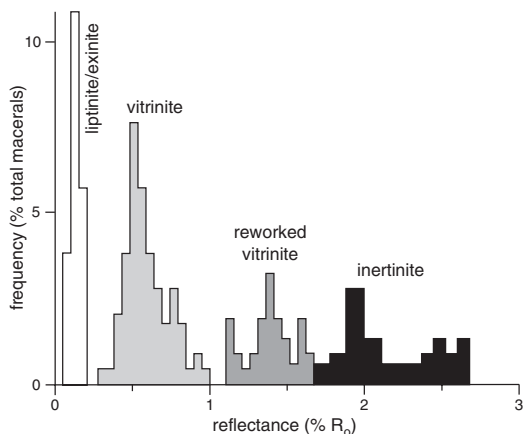 10
5
0
frequency (% total macerals)
liptinite/exinite
vitrinite
reworked
vitrinite
inertinite
0 1 2 3
reflectance (% Ro)